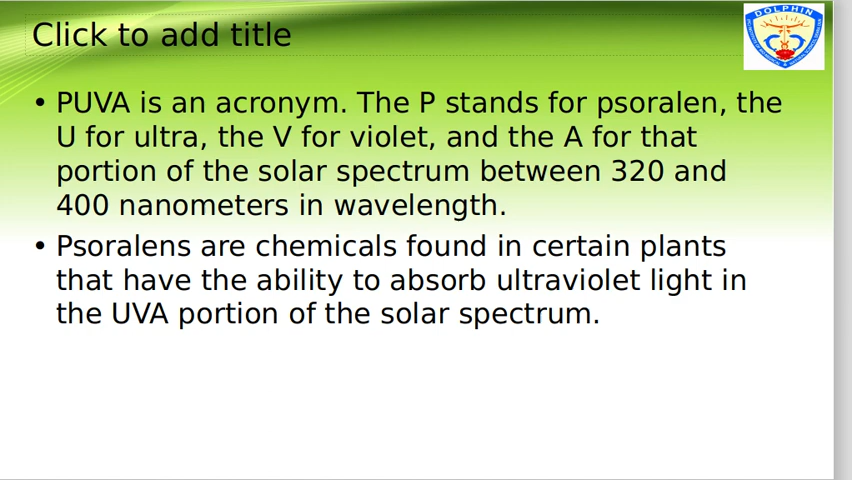 Click to add title
DOLPHIN
• PUVA is an acronym. The P stands for psoralen, the
U for ultra, the V for violet, and the A for that
portion of the solar spectrum between 320 and
400 nanometers in wavelength.
• Psoralens are chemicals found in certain plants
that have the ability to absorb ultraviolet light in
the UVA portion of the solar spectrum.